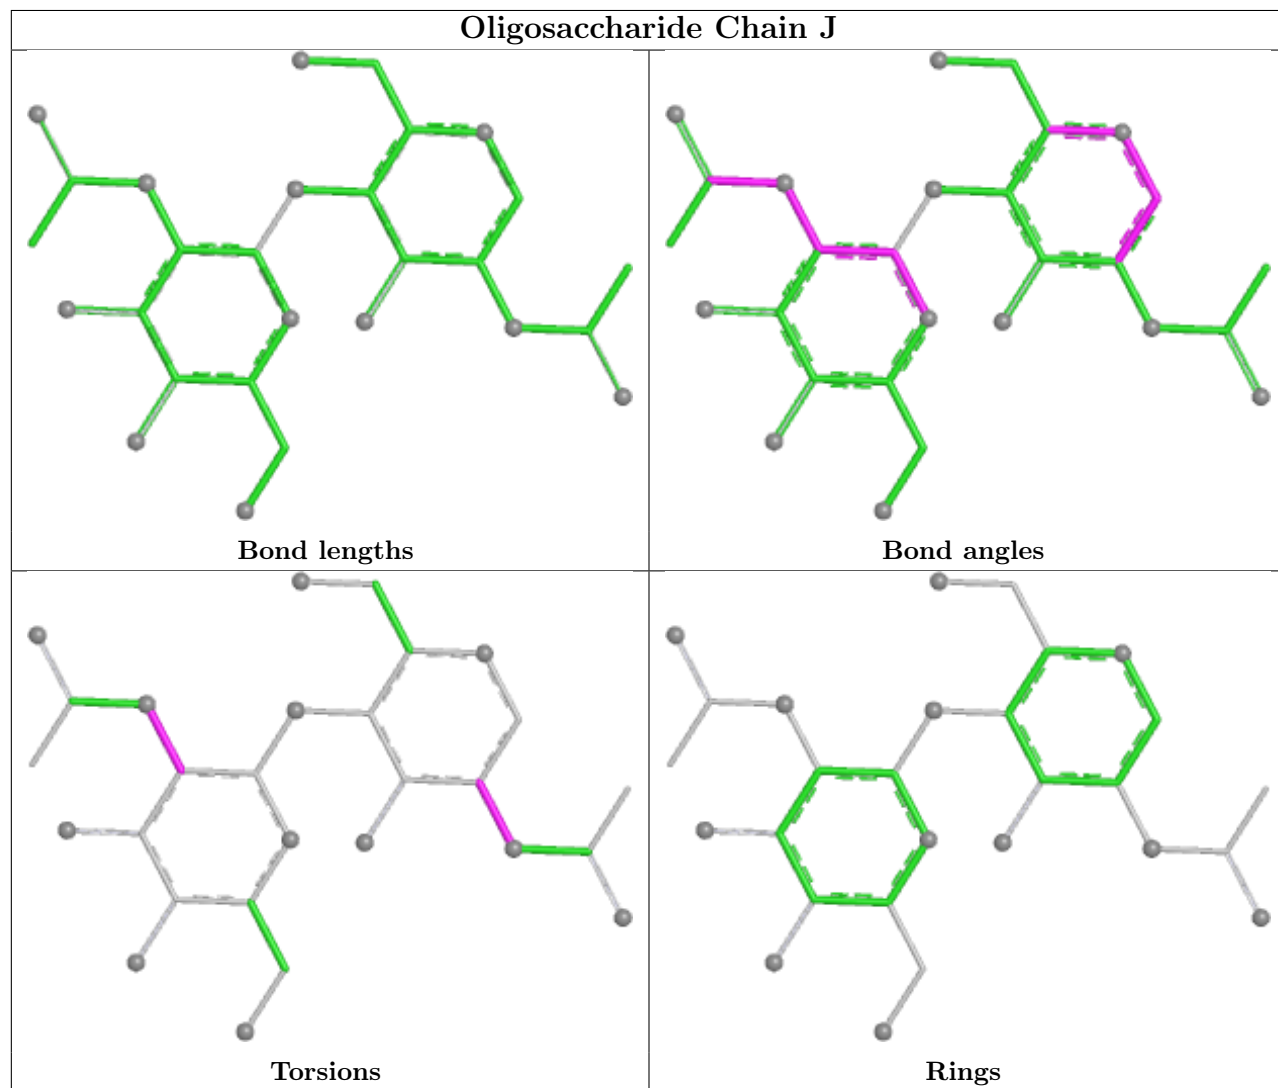 Oligosaccharide Chain J
Bond lengths
Bond angles
Torsions
Rings